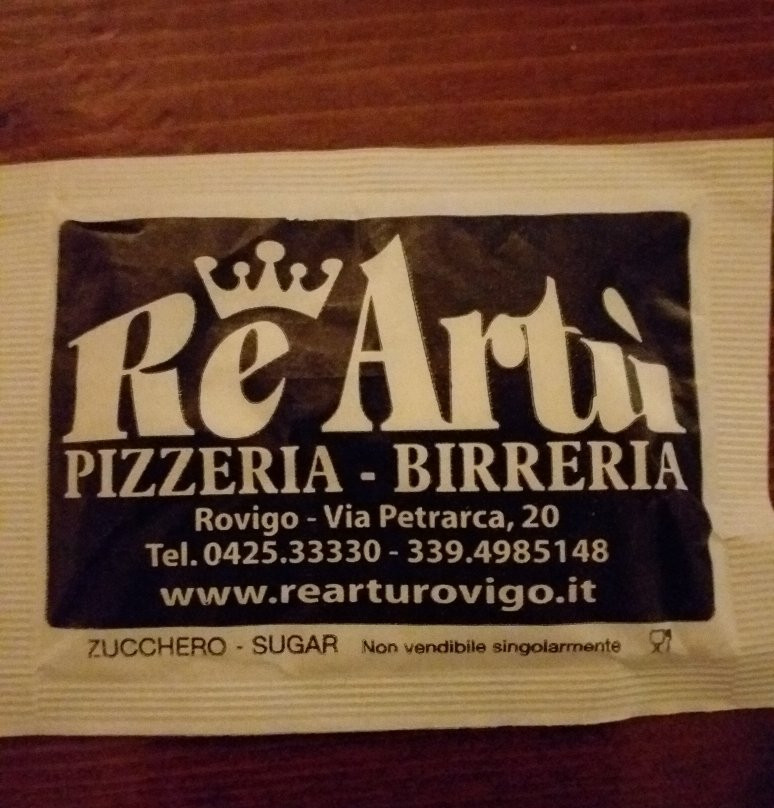 Re Artù
PIZZERIA - BIRRERIA
Rovigo - Via Petrarca, 20
Tel. 0425.33330 - 339.4985148
www.rearturovigo.it
ZUCCHERO - SUGAR Non vendibile singolarmente